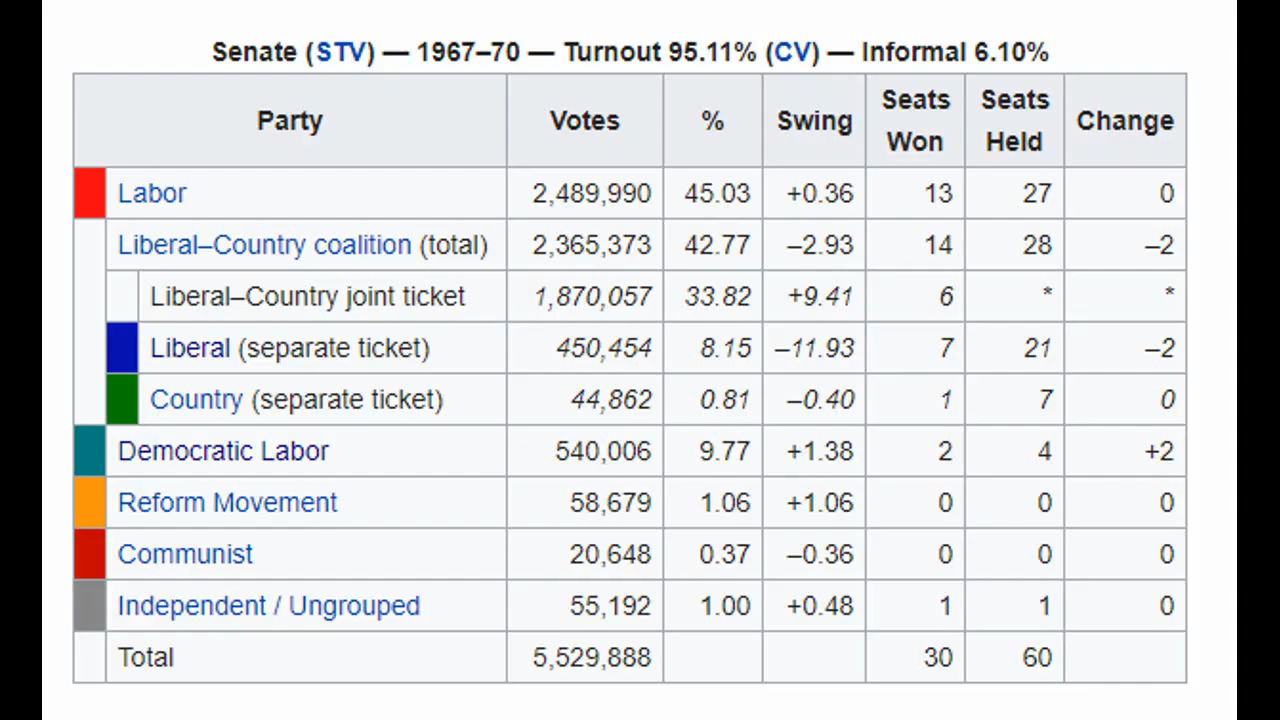 Senate (STV) — 1967–70 — Turnout 95.11% (CV) — Informal 6.10%
Party Votes % Swing Seats Won Seats Held Change
Labor 2,489,990 45.03 +0.36 13 27 0
Liberal–Country coalition (total) 2,365,373 42.77 –2.93 14 28 –2
Liberal–Country joint ticket 1,870,057 33.82 +9.41 6 * *
Liberal (separate ticket) 450,454 8.15 –11.93 7 21 –2
Country (separate ticket) 44,862 0.81 –0.40 1 7 0
Democratic Labor 540,006 9.77 +1.38 2 4 +2
Reform Movement 58,679 1.06 +1.06 0 0 0
Communist 20,648 0.37 –0.36 0 0 0
Independent / Ungrouped 55,192 1.00 +0.48 1 1 0
Total 5,529,888 30 60